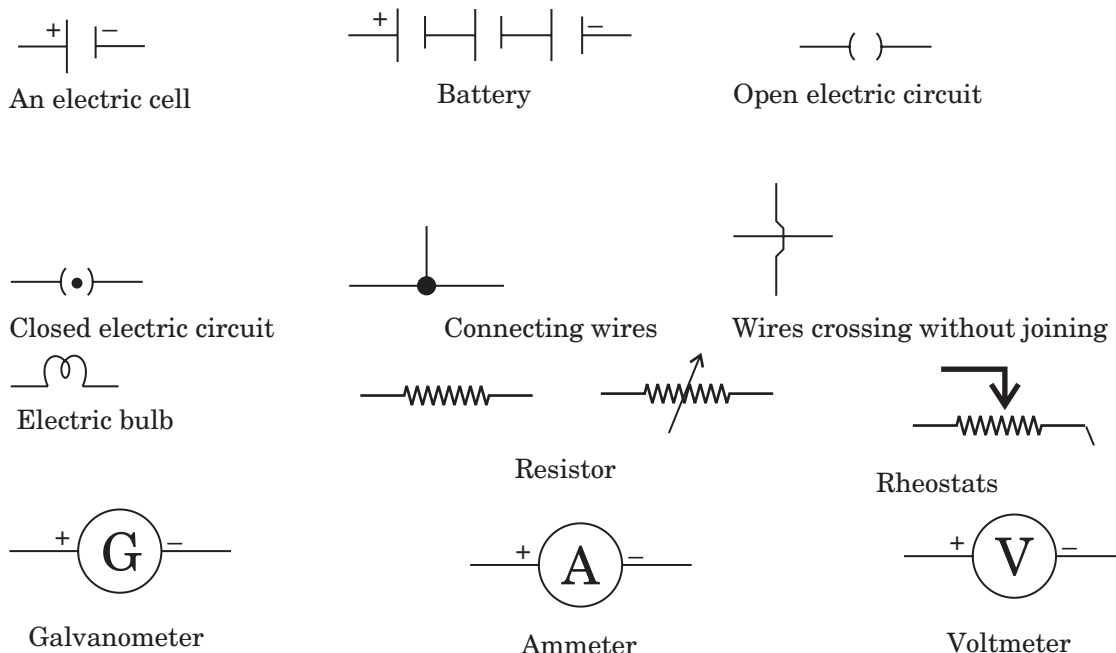 + –
An electric cell
+ –
Battery
Open electric circuit
Closed electric circuit
Connecting wires
Wires crossing without joining
Electric bulb
Resistor
Rheostats
+ G –
Galvanometer
+ A –
Ammeter
+ V –
Voltmeter